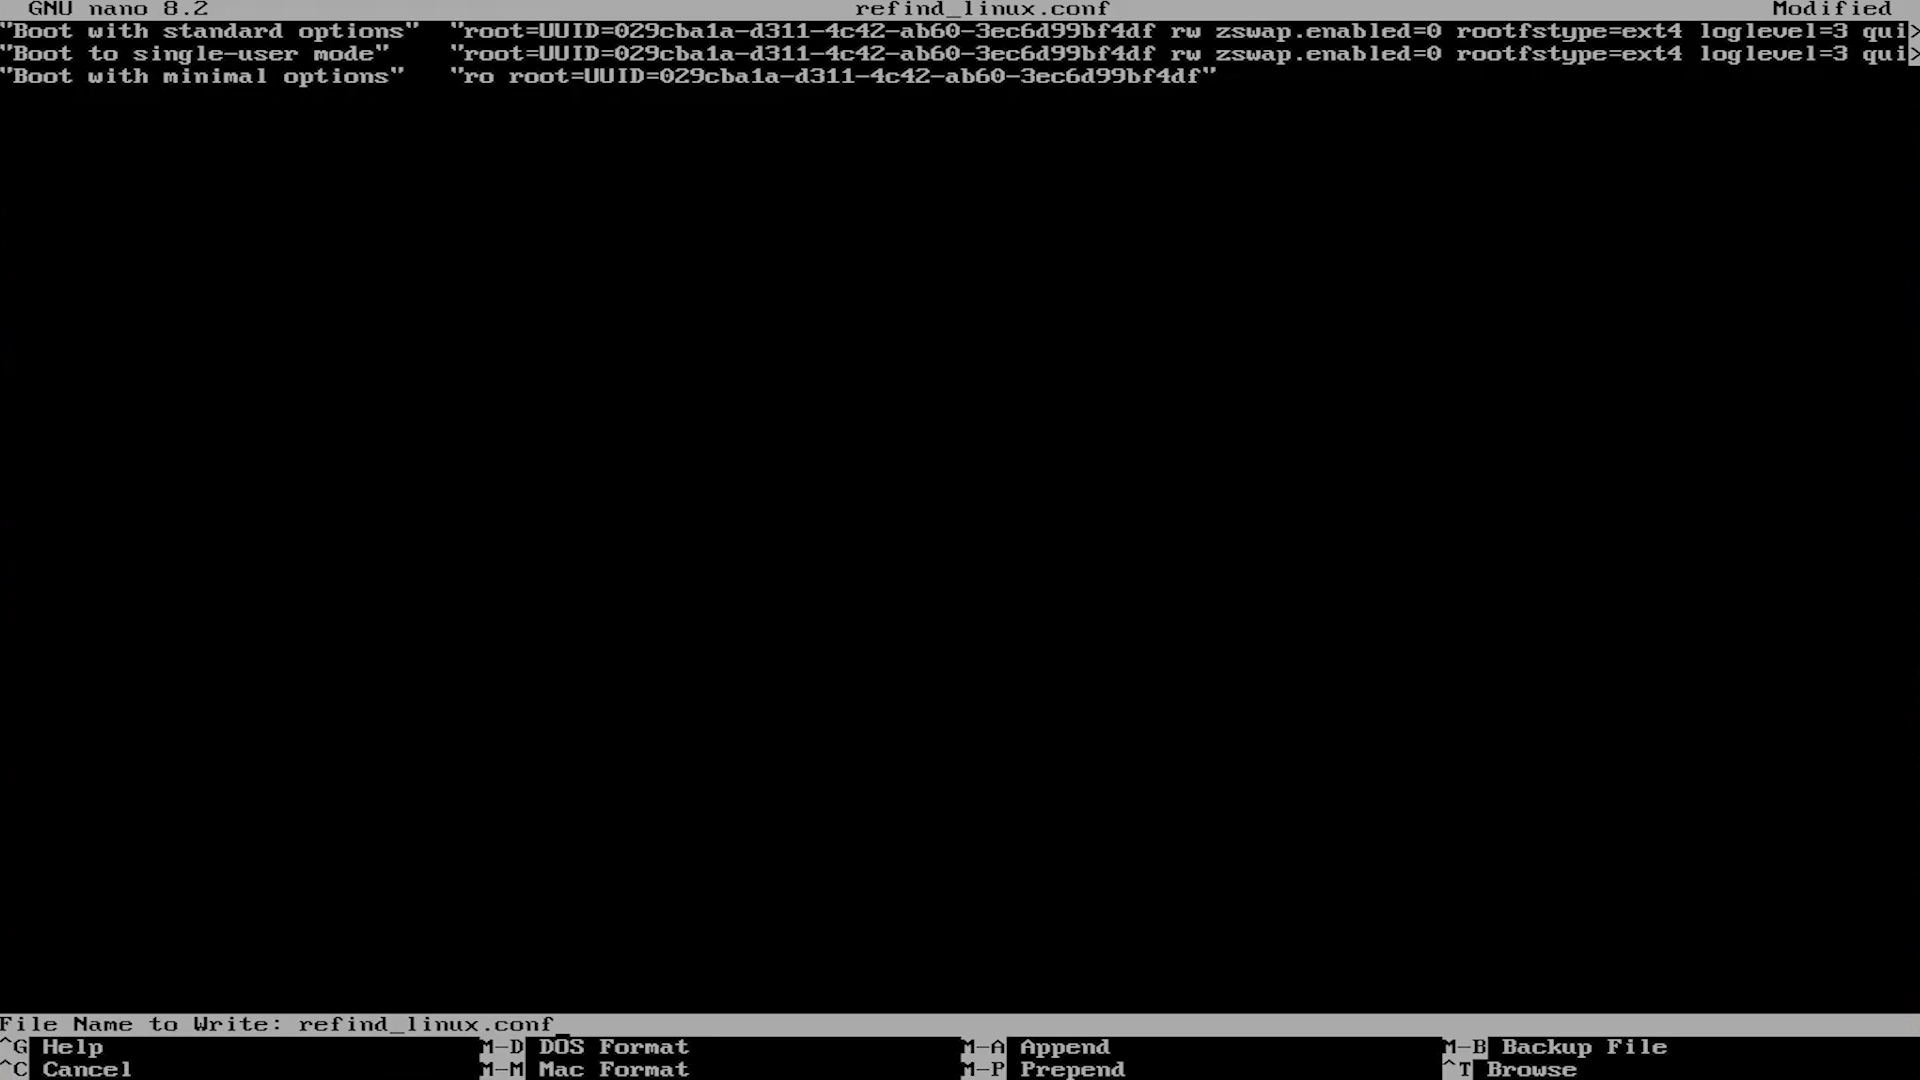 GNU nano 8.2 refind_linux.conf Modified
"Boot with standard options" "root=UUID=029cba1a-d311-4c42-ab60-3ec6d99bf4df rw zswap.enabled=0 rootfstype=ext4 loglevel=3 qui>
"Boot to single-user mode" "root=UUID=029cba1a-d311-4c42-ab60-3ec6d99bf4df rw zswap.enabled=0 rootfstype=ext4 loglevel=3 qui>
"Boot with minimal options" "ro root=UUID=029cba1a-d311-4c42-ab60-3ec6d99bf4df"
File Name to Write: refind_linux.conf
^G Help M-D DOS Format M-A Append M-B Backup File
^C Cancel M-M Mac Format M-P Prepend ^T Browse